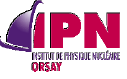 IPN
INSTITUT DE PHYSIQUE NUCLÉAIRE
ORSAY